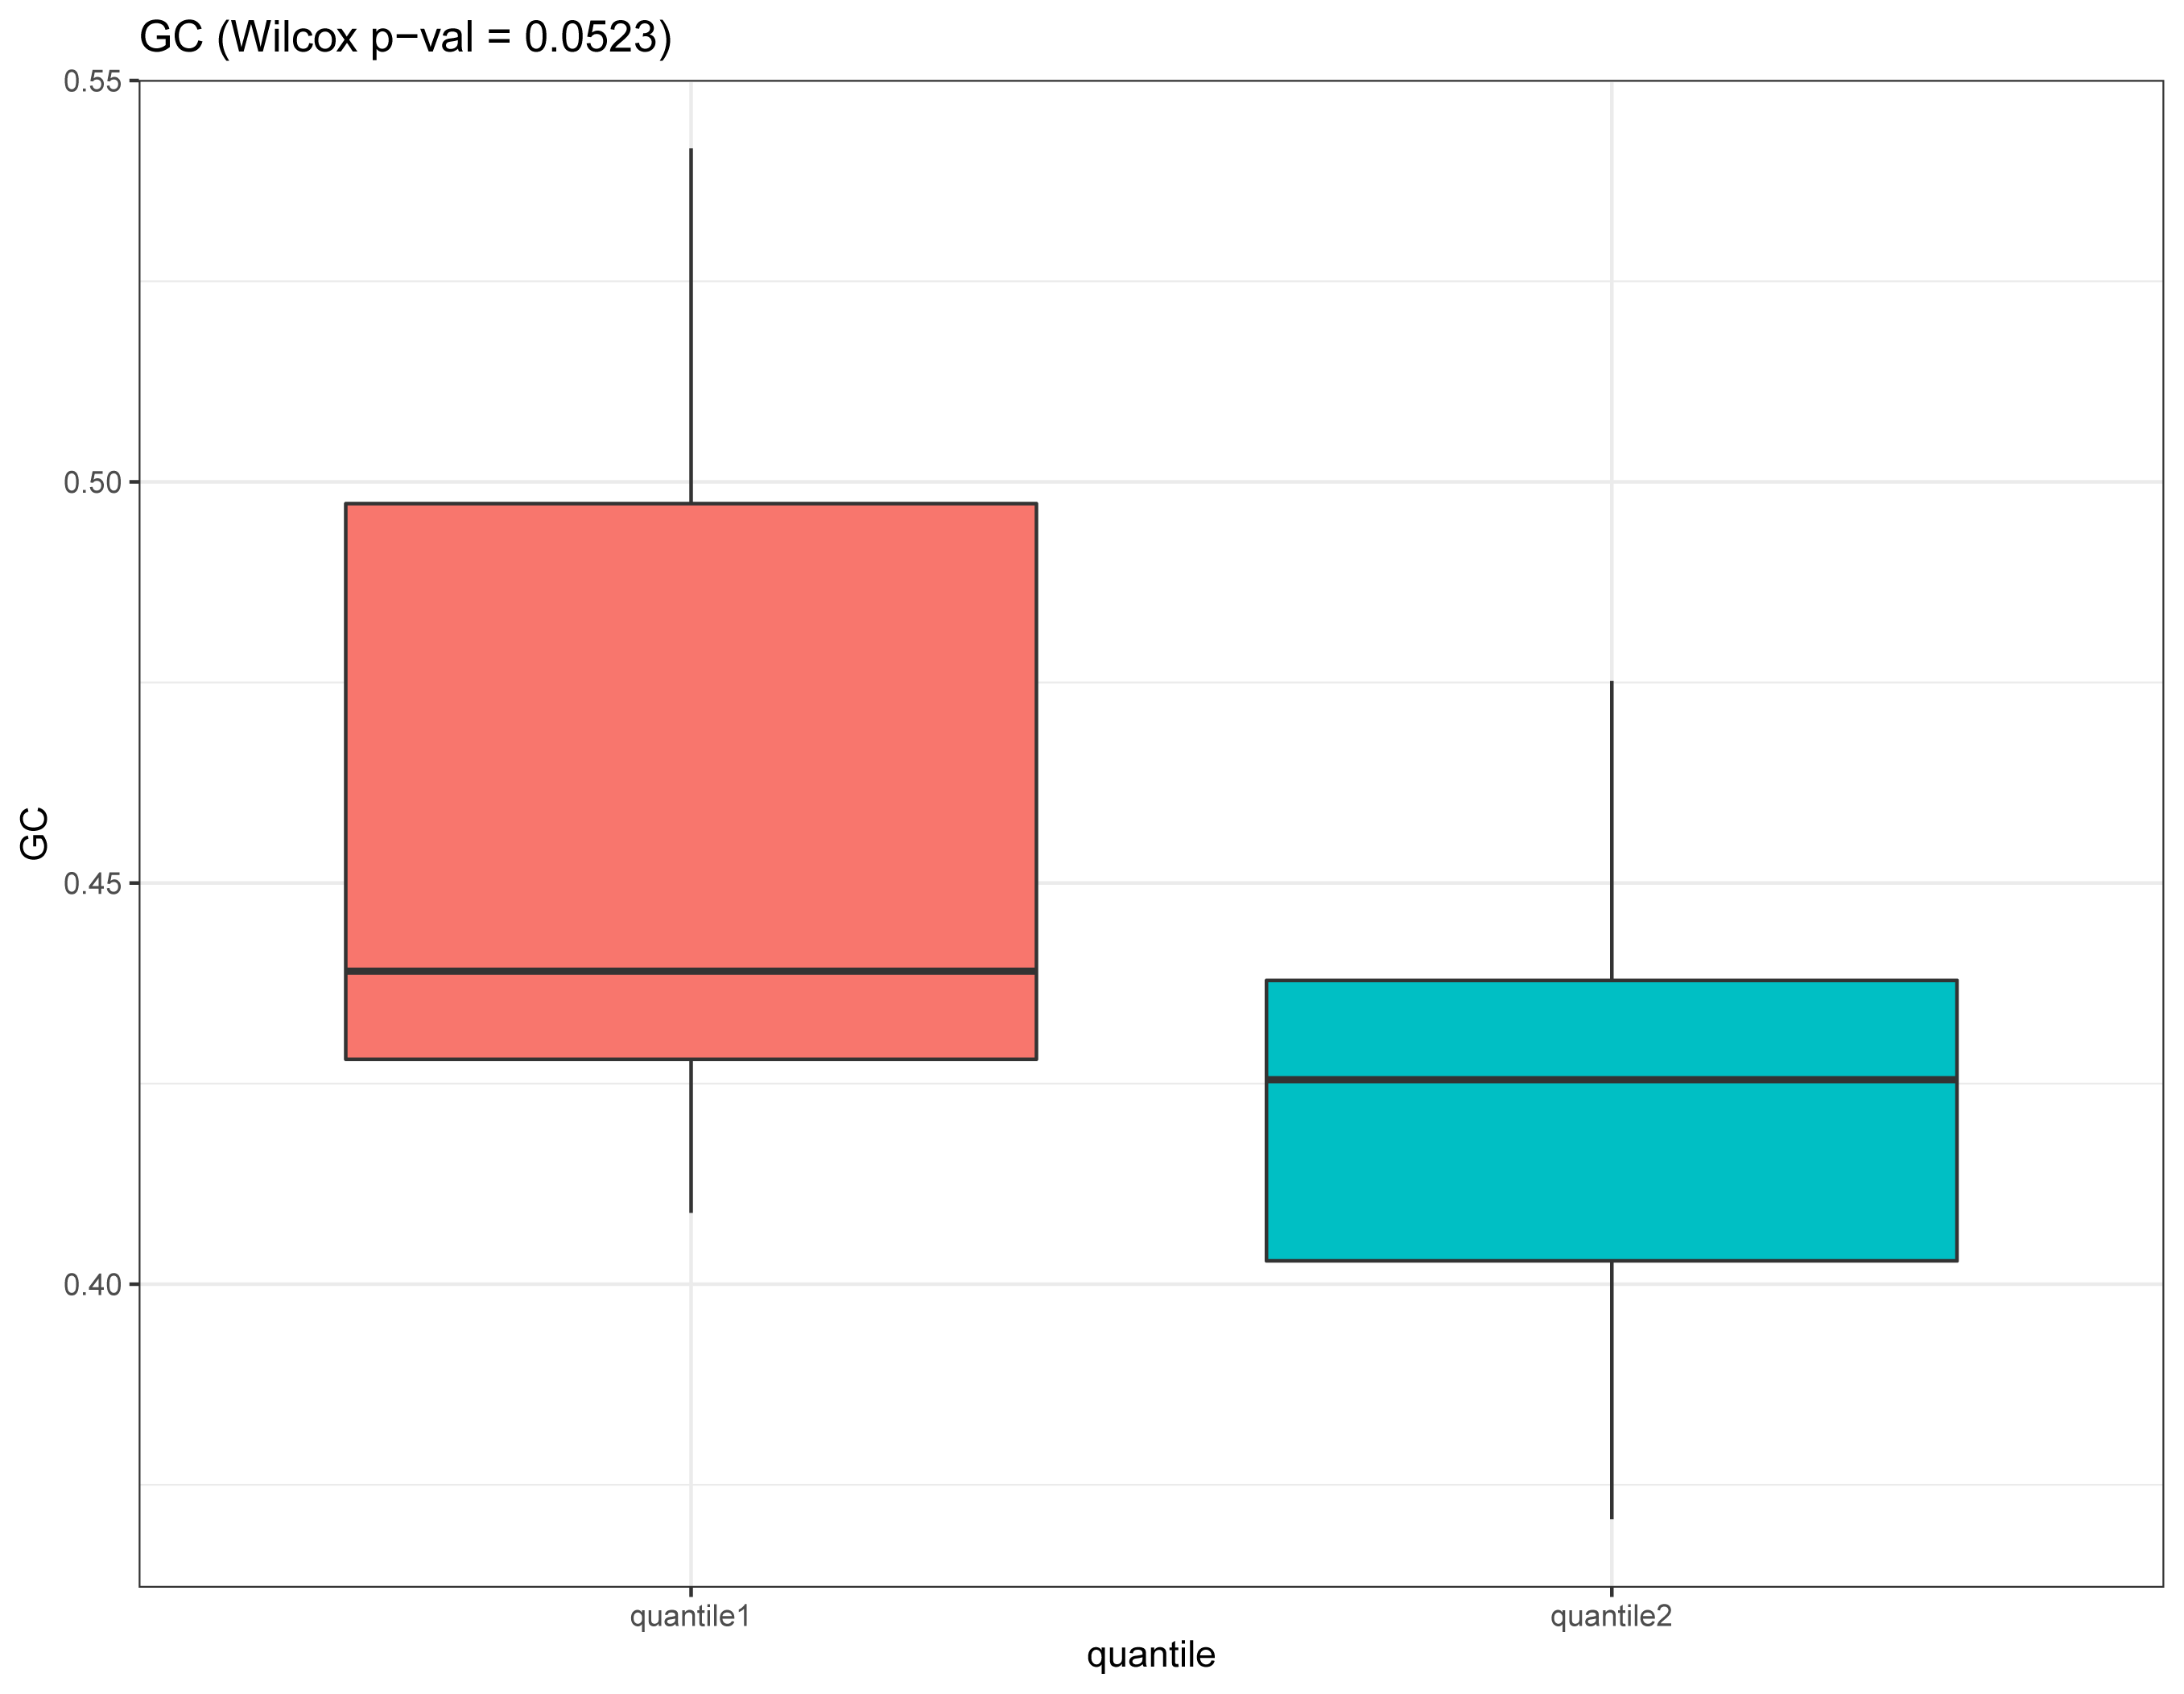 GC (Wilcox p−val = 0.0523)
0.55
0.50
0.45
0.40
GC
quantile1
quantile2
quantile